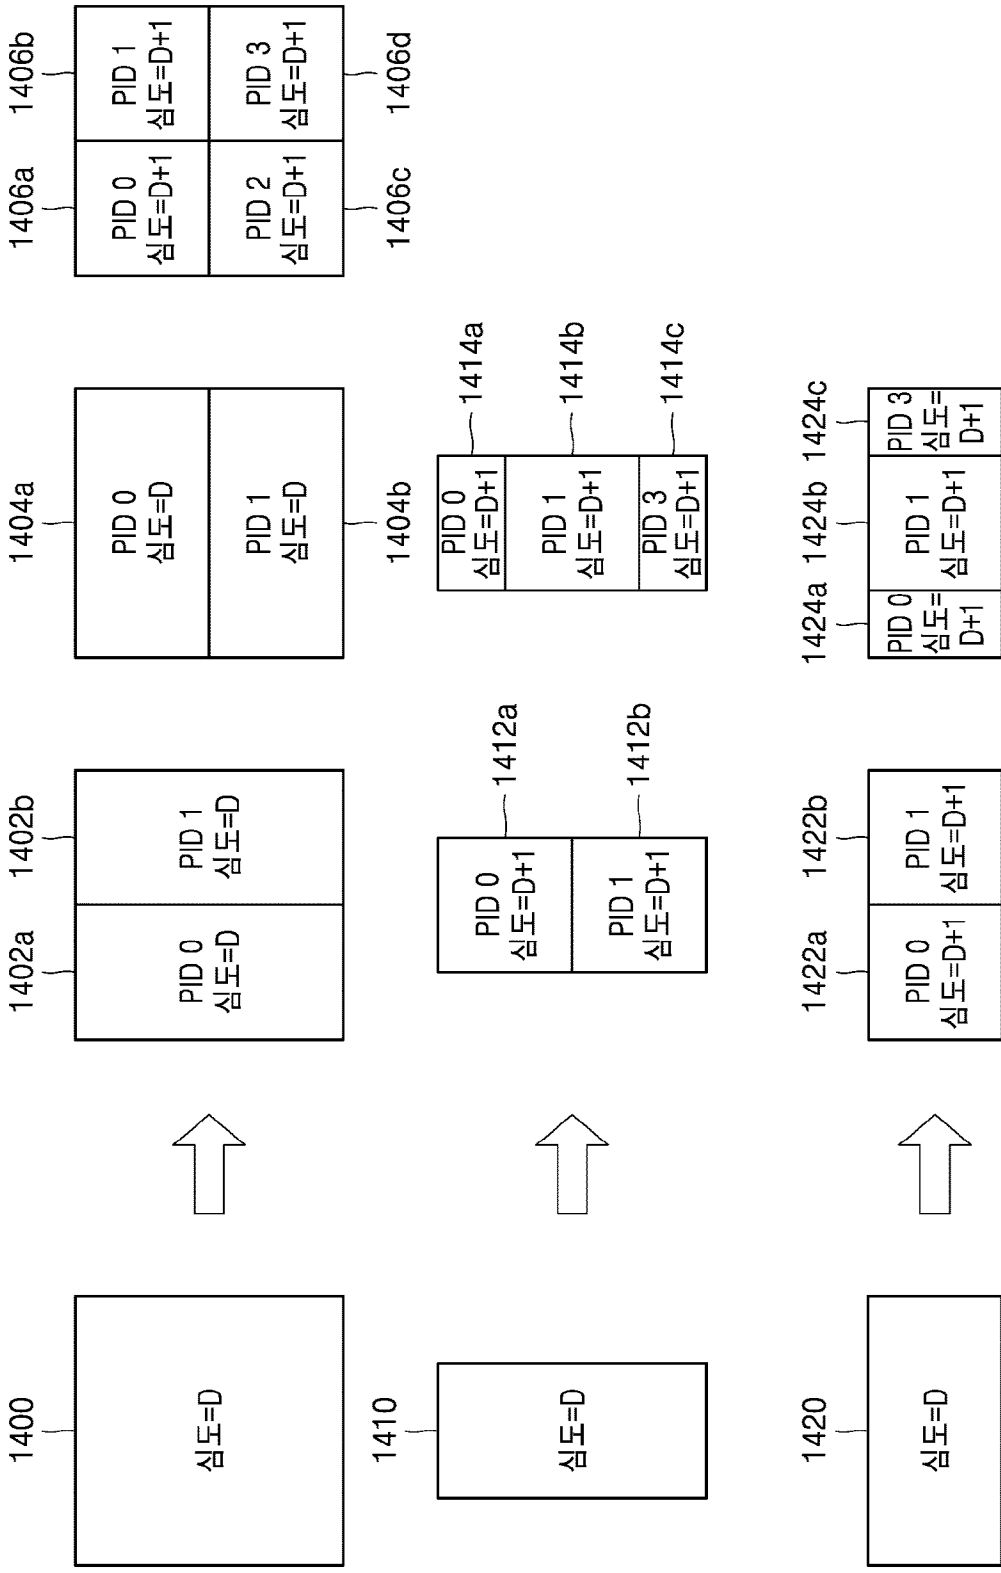 1400
심도=D
1402a
1402b
PID 0
심도=D
PID 1
심도=D
1404a
PID 0
심도=D
PID 1
심도=D
1404b
1406a
1406b
PID 0
심도=D+1
PID 1
심도=D+1
PID 2
심도=D+1
PID 3
심도=D+1
1406c
1406d
1410
심도=D
PID 0
심도=D+1
1412a
PID 1
심도=D+1
1412b
PID 0
심도=D+1
1414a
PID 1
심도=D+1
1414b
PID 3
심도=D+1
1414c
1420
심도=D
1422a
1422b
PID 0
심도=D+1
PID 1
심도=D+1
1424a
1424b
1424c
PID 0
심도=
D+1
PID 1
심도=D+1
PID 3
심도=
D+1